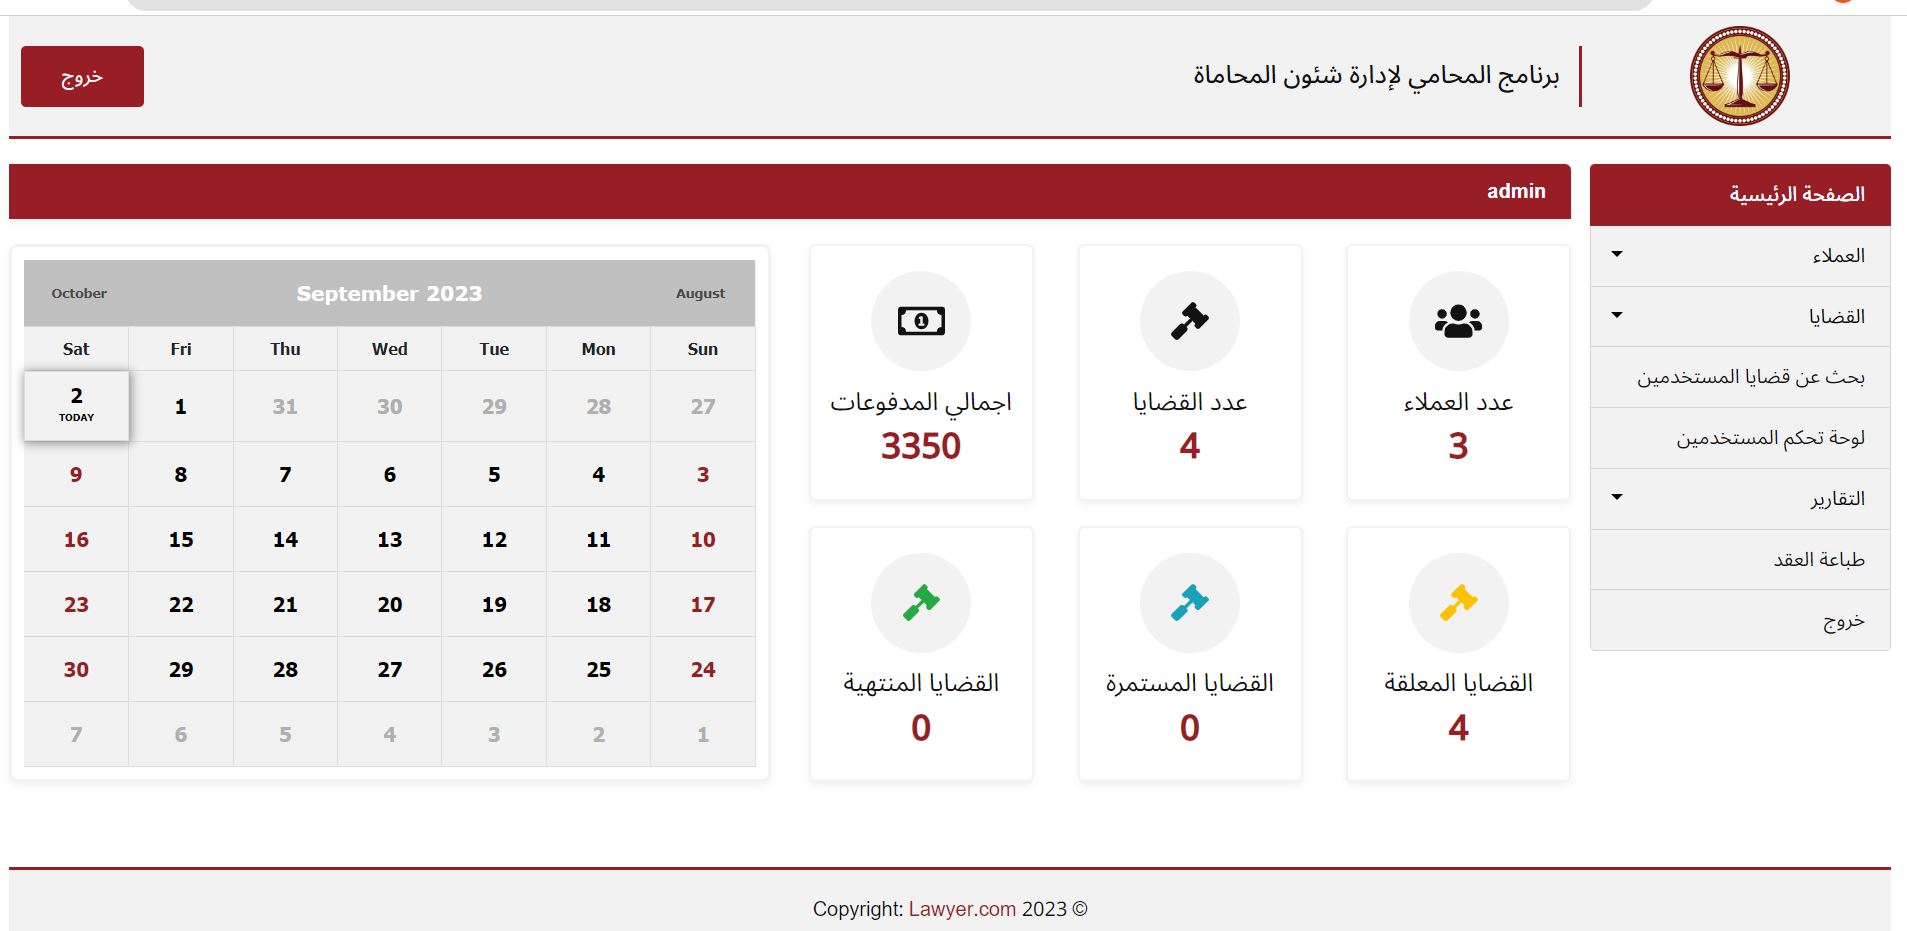 برنامج المحامي لإدارة شئون المحاماة
خروج
الصفحة الرئيسية
العملاء
القضايا
بحث عن قضايا المستخدمين
لوحة تحكم المستخدمين
التقارير
طباعة العقد
خروج
admin
عدد العملاء
3
عدد القضايا
4
اجمالي المدفوعات
3350
القضايا المعلقة
4
القضايا المستمرة
0
القضايا المنتهية
0
August September 2023 October
Sun Mon Tue Wed Thu Fri Sat
27 28 29 30 31 1 2
TODAY
3 4 5 6 7 8 9
10 11 12 13 14 15 16
17 18 19 20 21 22 23
24 25 26 27 28 29 30
1 2 3 4 5 6 7
Copyright: Lawyer.com 2023 ©